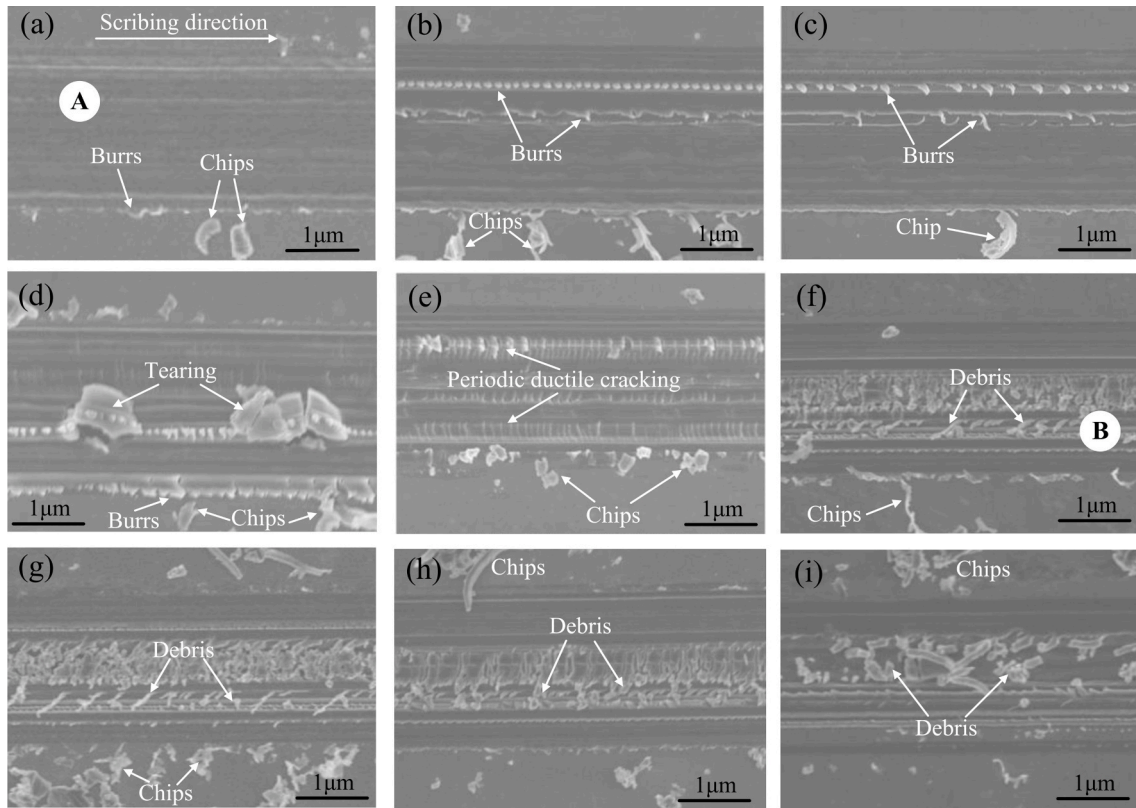 (a)
Scribing direction
A
Burrs
Chips
1μm
(b)
Burrs
Chips
1μm
(c)
Burrs
Chip
1μm
(d)
Tearing
Burrs
Chips
1μm
(e)
Periodic ductile cracking
Chips
1μm
(f)
Debris
B
Chips
1μm
(g)
Debris
Chips
1μm
(h)
Chips
Debris
1μm
(i)
Chips
Debris
1μm